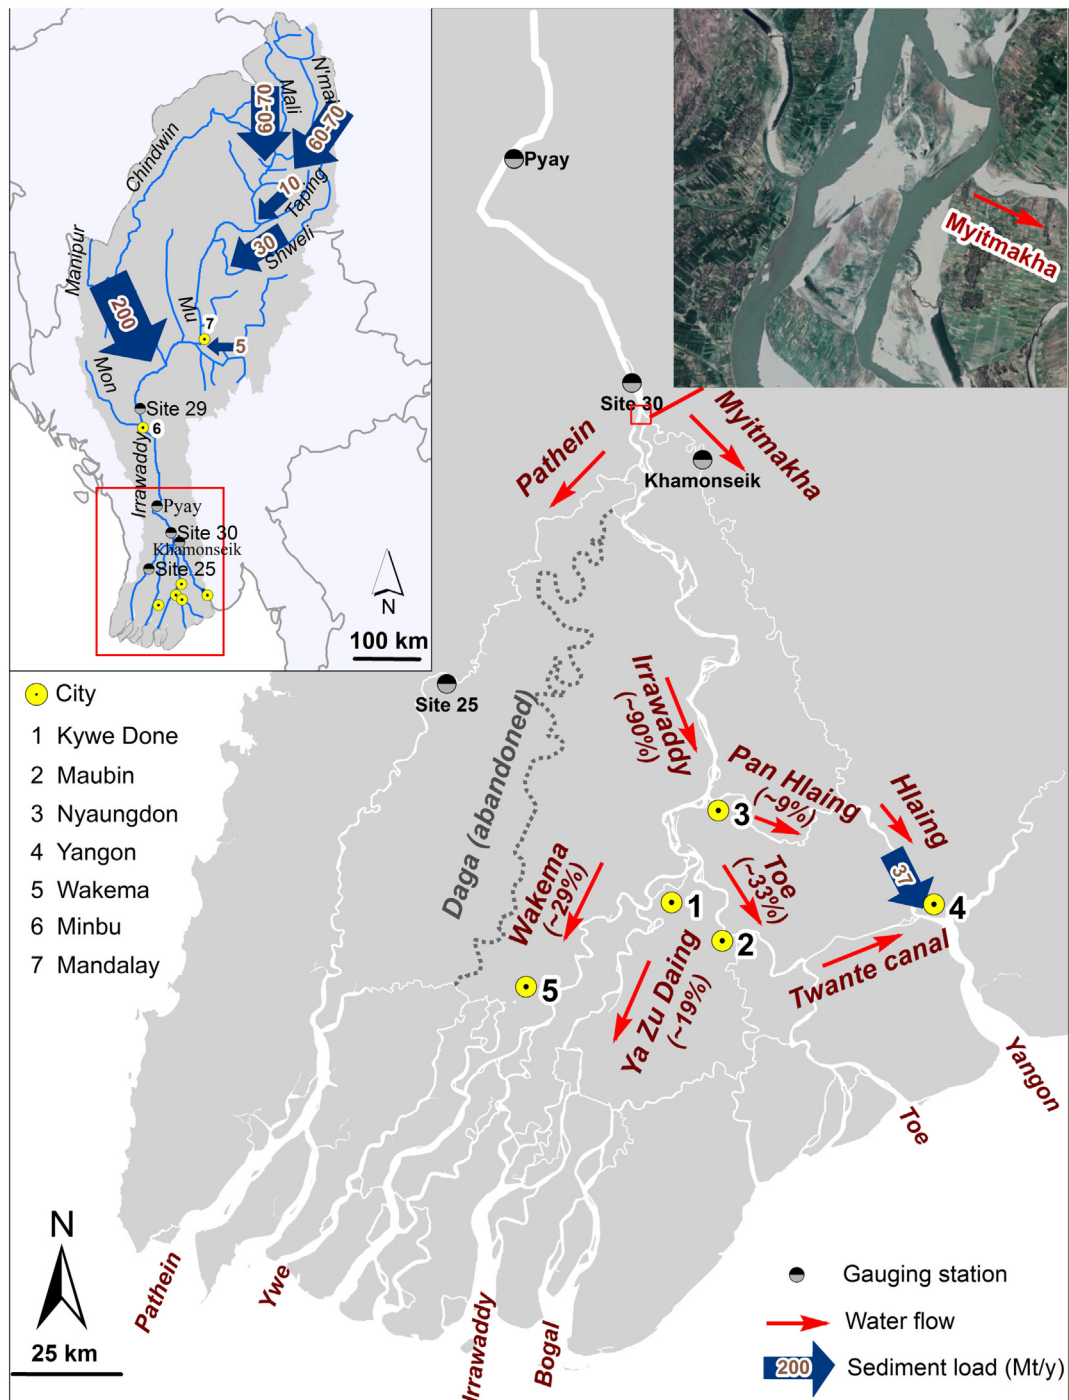 Chindwin
Mali
N'mai
60-70
60-70
10
Taping
30
Shweli
Manipur
200
Mu
7
5
Mon
Site 29
6
Irrawaddy
Pyay
Site 30
Khamonseik
Site 25
N
100 km
Pyay
Myitmakha
Site 30
Myitmakha
Pathein
Khamonseik
Site 25
Daga (abandoned)
Irrawaddy
(~90%)
Pan Hlaing
(~9%)
Hlaing
3
37
Wakema
(~29%)
Toe
(~33%)
1
2
4
5
Ya Zu Daing
(~19%)
Twante canal
Yangon
Toe
Pathein
Ywe
Irrawaddy
Bogal
City
1 Kywe Done
2 Maubin
3 Nyaungdon
4 Yangon
5 Wakema
6 Minbu
7 Mandalay
N
25 km
Gauging station
Water flow
200 Sediment load (Mt/y)